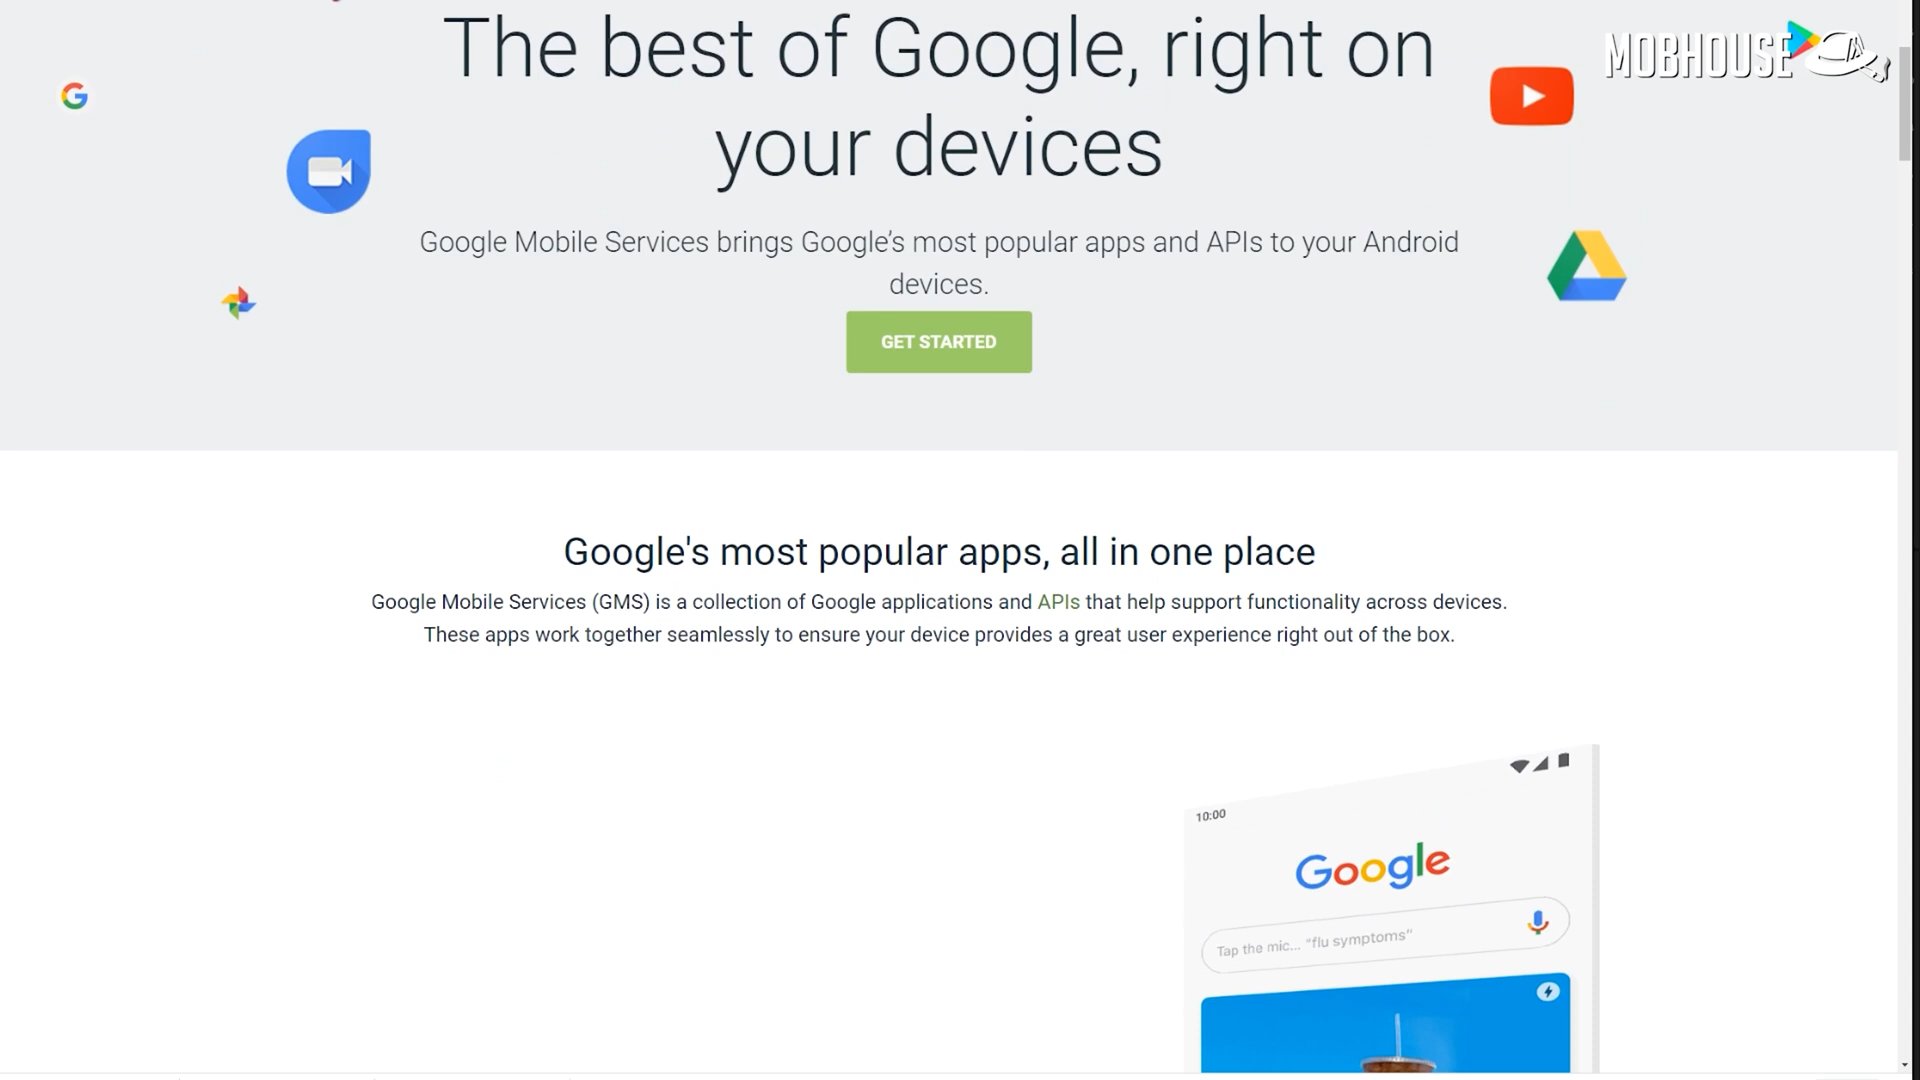 The best of Google, right on
your devices
MOBHOUSE
Google Mobile Services brings Google’s most popular apps and APIs to your Android
devices.
GET STARTED
Google's most popular apps, all in one place
Google Mobile Services (GMS) is a collection of Google applications and APIs that help support functionality across devices.
These apps work together seamlessly to ensure your device provides a great user experience right out of the box.
10:00
Google
Tap the mic... "flu symptoms"